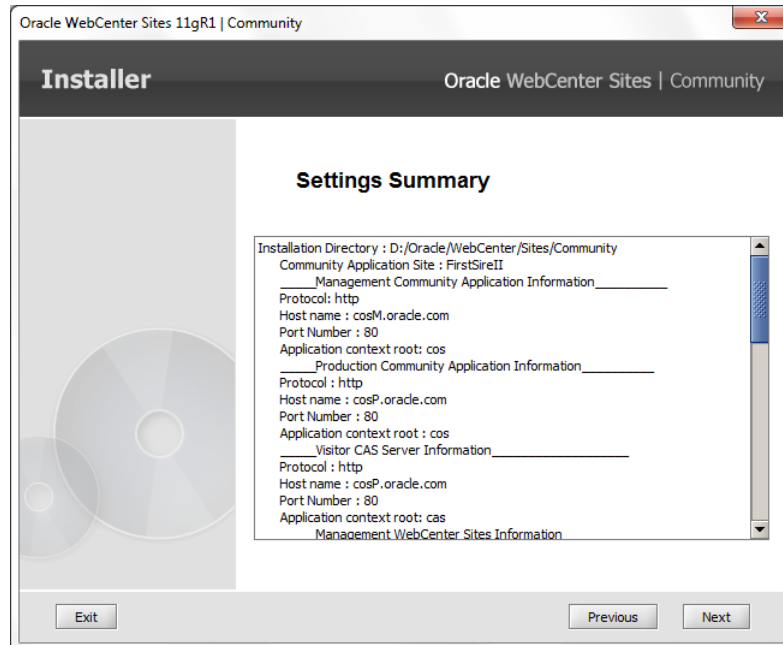 Oracle WebCenter Sites 11gR1 | Community
Installer
Oracle WebCenter Sites | Community
Settings Summary
Installation Directory : D:/Oracle/WebCenter/Sites/Community
Community Application Site : FirstSireII
_____Management Community Application Information__________
Protocol: http
Host name : cosM.oracle.com
Port Number : 80
Application context root: cos
_____Production Community Application Information__________
Protocol : http
Host name : cosP.oracle.com
Port Number : 80
Application context root : cos
_____Visitor CAS Server Information___________________
Protocol : http
Host name : cosP.oracle.com
Port Number : 80
Application context root: cas
Management WebCenter Sites Information
Exit
Previous
Next